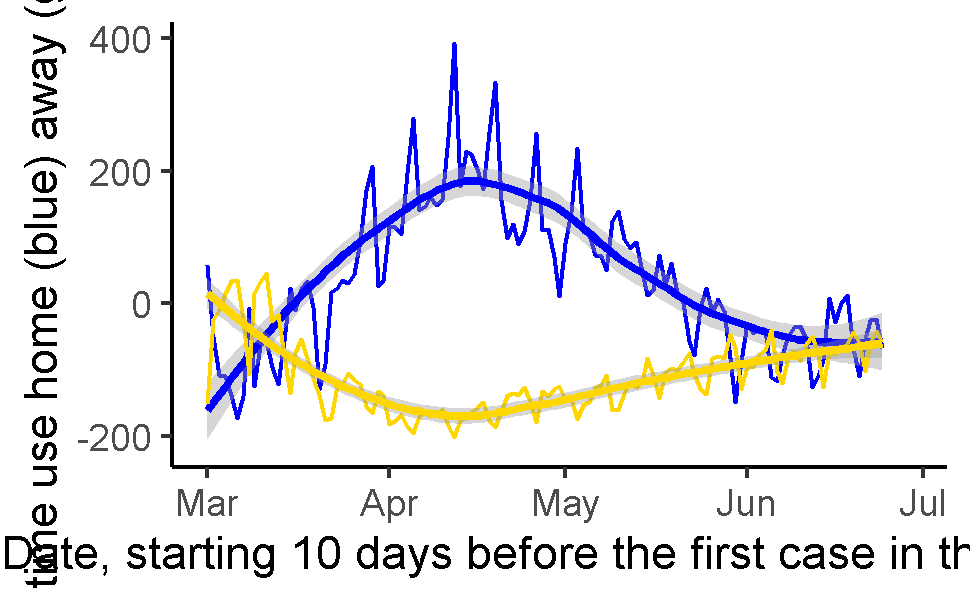 time use home (blue) away (
400
200
0
-200
Mar Apr May Jun Jul
Date, starting 10 days before the first case in th